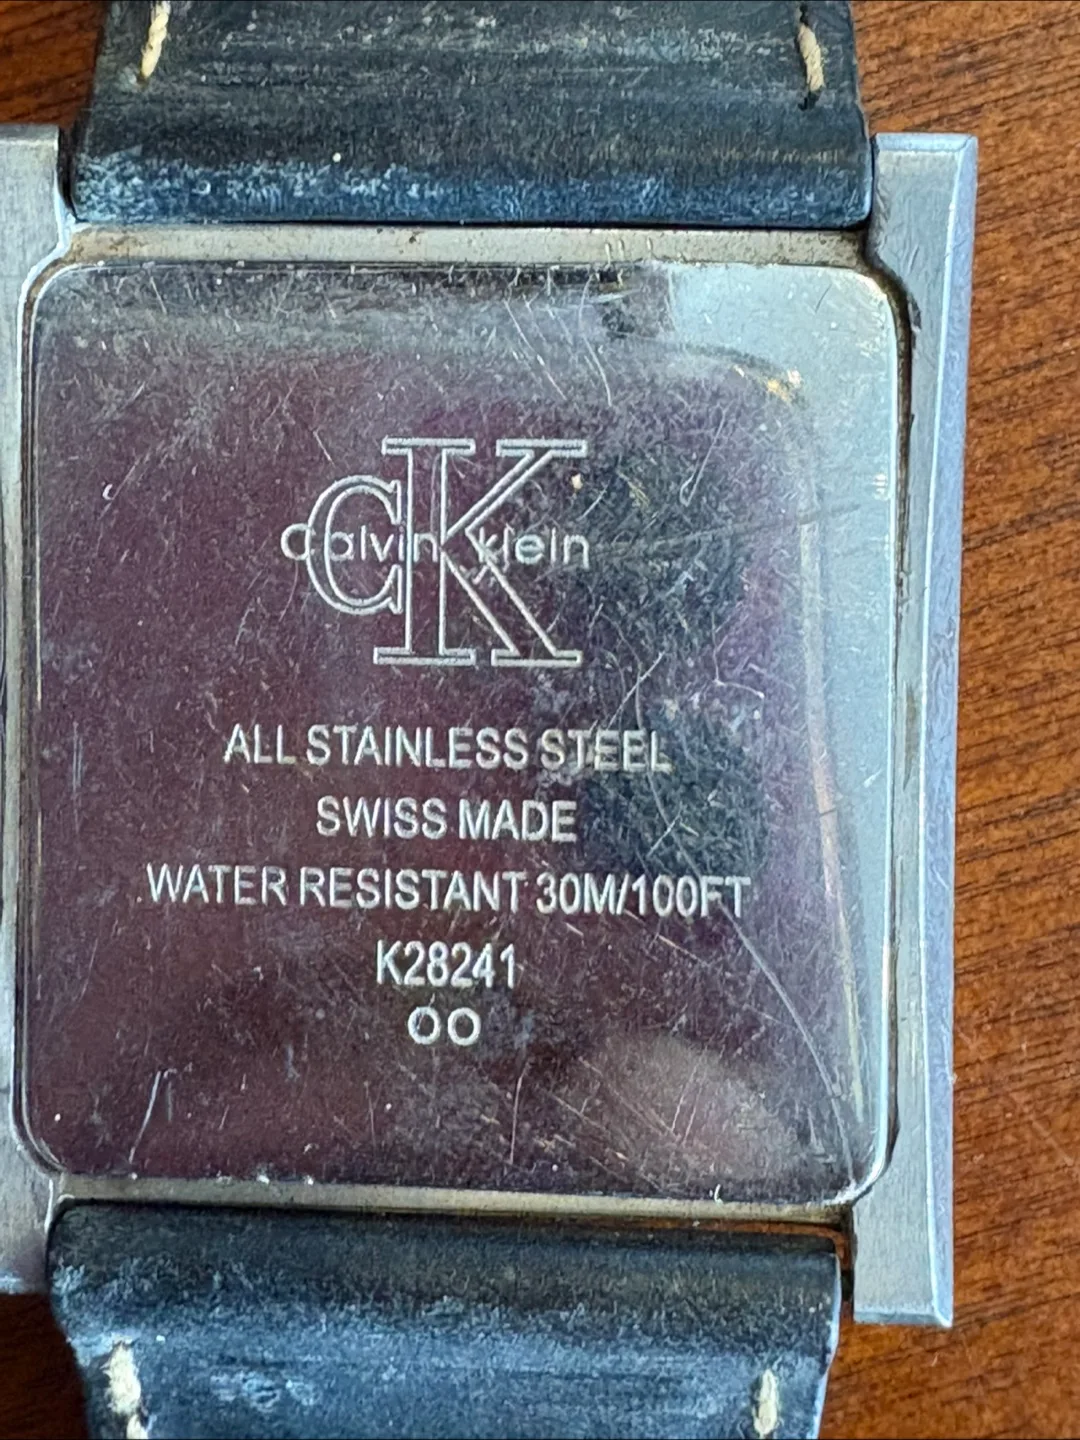 cK
Calvin Klein
ALL STAINLESS STEEL
SWISS MADE
WATER RESISTANT 30M/100FT
K28241
OO